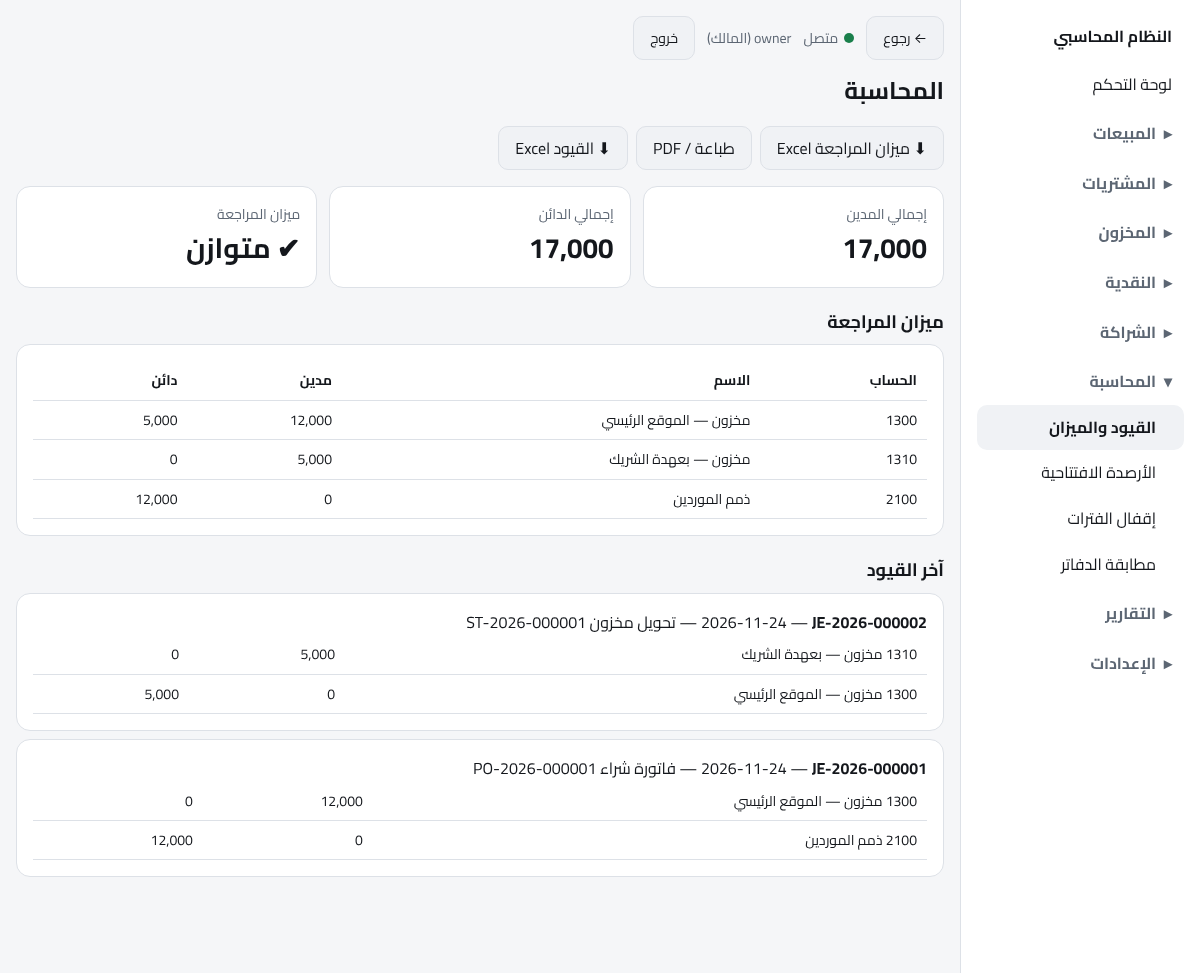 النظام المحاسبي
لوحة التحكم
◂ المبيعات
◂ المشتريات
◂ المخزون
◂ النقدية
◂ الشراكة
▾ المحاسبة
القيود والميزان
الأرصدة الافتتاحية
إقفال الفترات
مطابقة الدفاتر
◂ التقارير
◂ الإعدادات
← رجوع
متصل
owner (المالك)
خروج
المحاسبة
⬇ ميزان المراجعة Excel
طباعة / PDF
⬇ القيود Excel
إجمالي المدين
17,000
إجمالي الدائن
17,000
ميزان المراجعة
✔ متوازن
ميزان المراجعة
الحساب الاسم مدين دائن
1300 مخزون — الموقع الرئيسي 12,000 5,000
1310 مخزون — بعهدة الشريك 5,000 0
2100 ذمم الموردين 0 12,000
آخر القيود
JE-2026-000002 — 2026-11-24 — تحويل مخزون ST-2026-000001
1310 مخزون — بعهدة الشريك 5,000 0
1300 مخزون — الموقع الرئيسي 0 5,000
JE-2026-000001 — 2026-11-24 — فاتورة شراء PO-2026-000001
1300 مخزون — الموقع الرئيسي 12,000 0
2100 ذمم الموردين 0 12,000